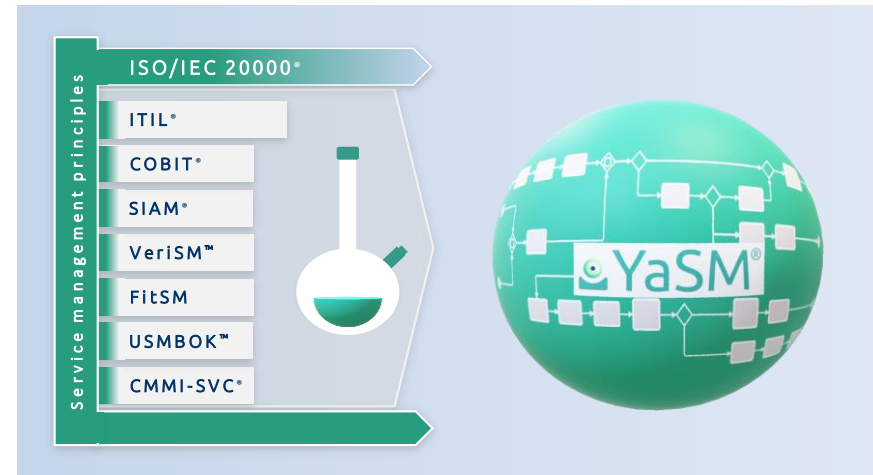 Service management principles
ISO/IEC 20000®
ITIL®
COBIT®
SIAM®
VeriSM™
FitSM
USMBOK™
CMMI-SVC®
YaSM®